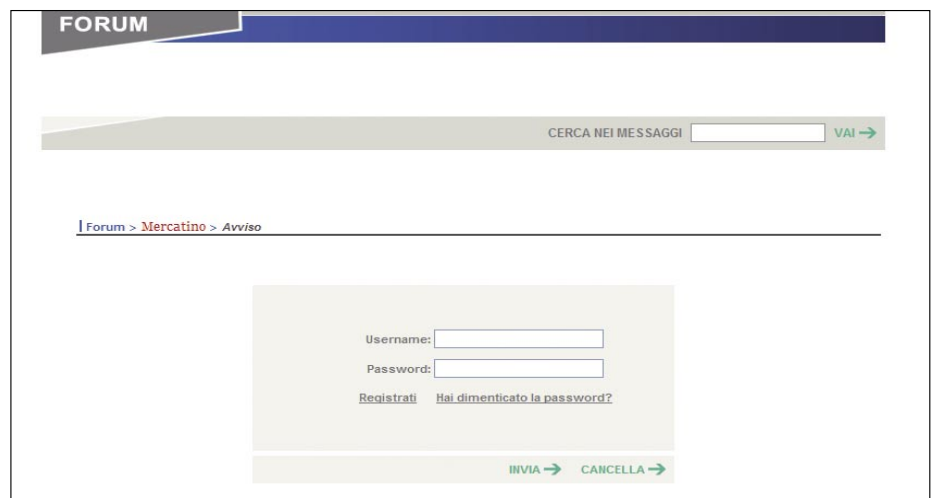 FORUM
CERCA NEI MESSAGGI VAI
Forum > Mercatino > Avviso
Username:
Password:
Registrati Hai dimenticato la password?
INVIA CANCELLA